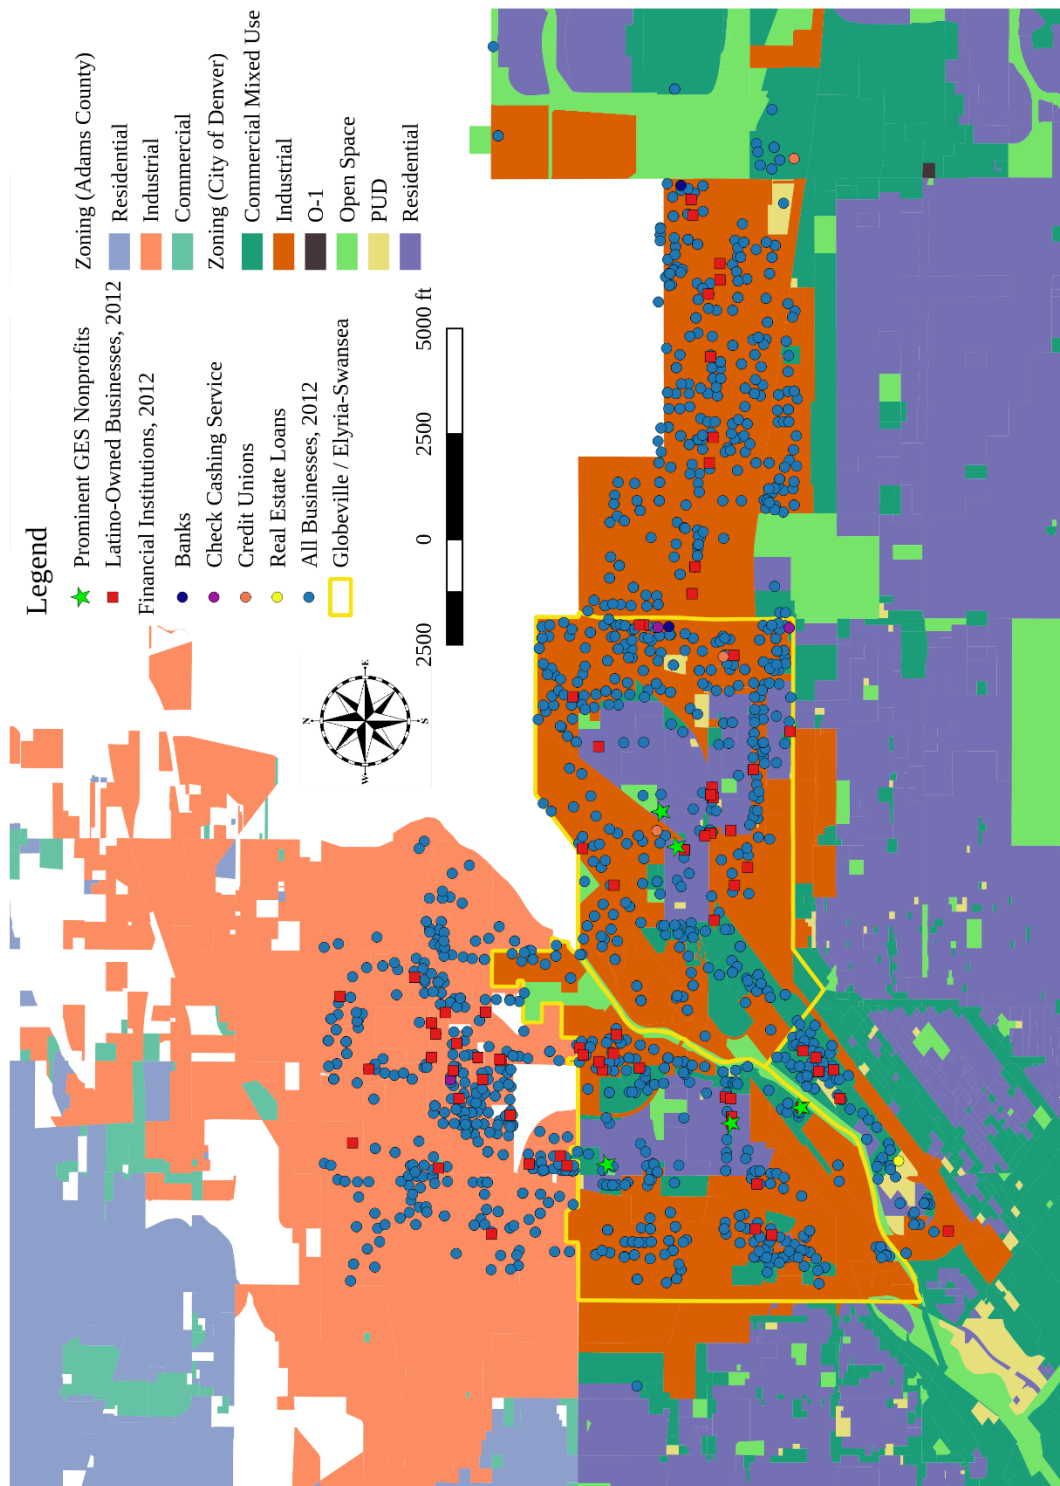 Legend
Prominent GES Nonprofits
Latino-Owned Businesses, 2012
Financial Institutions, 2012
Banks
Check Cashing Service
Credit Unions
Real Estate Loans
All Businesses, 2012
Globeville / Elyria-Swansea
Zoning (Adams County)
Residential
Industrial
Commercial
Zoning (City of Denver)
Commercial Mixed Use
Industrial
O-1
Open Space
PUD
Residential
2500 0 2500 5000 ft
N
E
S
W